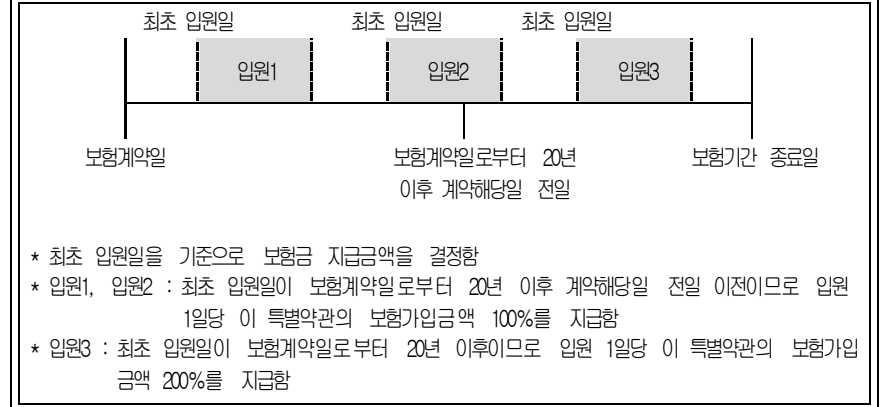 최초 입원일 최초 입원일 최초 입원일
입원1 입원2 입원3
보험계약일 보험계약일로부터 20년 보험기간 종료일
이후 계약해당일 전일
* 최초 입원일을 기준으로 보험금 지급금액을 결정함
* 입원1, 입원2 : 최초 입원일이 보험계약일로부터 20년 이후 계약해당일 전일 이전이므로 입원
1일당 이 특별약관의 보험가입금액 100%를 지급함
* 입원3 : 최초 입원일이 보험계약일로부터 20년 이후이므로 입원 1일당 이 특별약관의 보험가입
금액 200%를 지급함